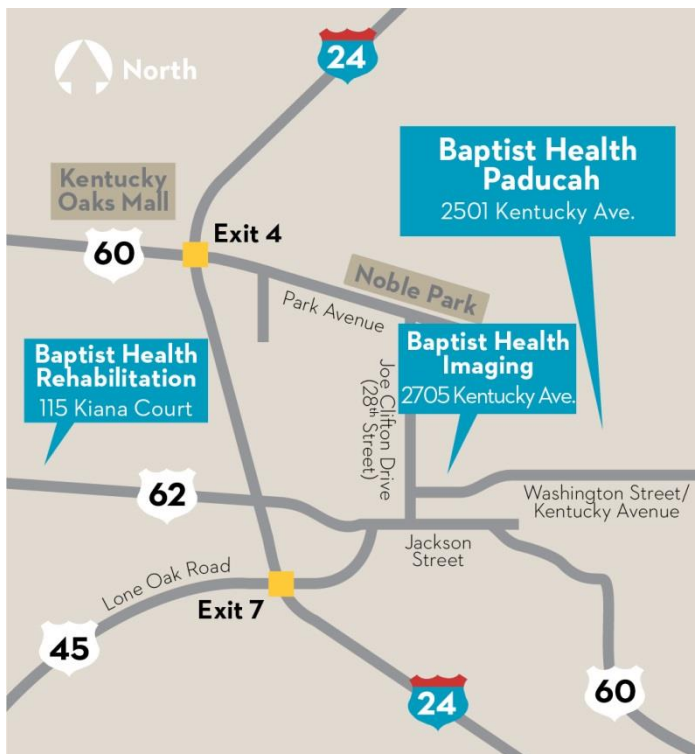 North
24
Kentucky
Oaks Mall
Baptist Health
Paducah
2501 Kentucky Ave.
60
Exit 4
Noble Park
Park Avenue
Baptist Health
Rehabilitation
115 Kiana Court
Baptist Health
Imaging
2705 Kentucky Ave.
Joe Clifton Drive
(28th Street)
62
Washington Street/
Kentucky Avenue
Jackson
Street
Lone Oak Road
Exit 7
45
24
60